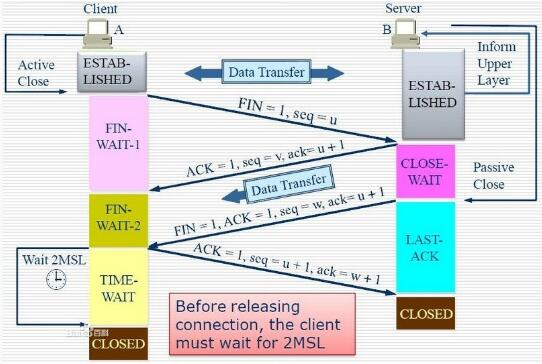 Client
Server
A
B
Active
Close
ESTAB-
LISHED
Data Transfer
Inform
Upper
Layer
ESTAB-
LISHED
FIN = 1, seq = u
FIN-
WAIT-1
ACK = 1, seq = v, ack= u + 1
CLOSE-
WAIT
Passive
Close
Data Transfer
FIN-
WAIT-2
FIN = 1, ACK = 1, seq = w, ack= u + 1
LAST-
ACK
ACK = 1, seq = u + 1, ack = w + 1
Wait 2MSL
TIME-
WAIT
Before releasing
connection, the client
must wait for 2MSL
CLOSED
CLOSED